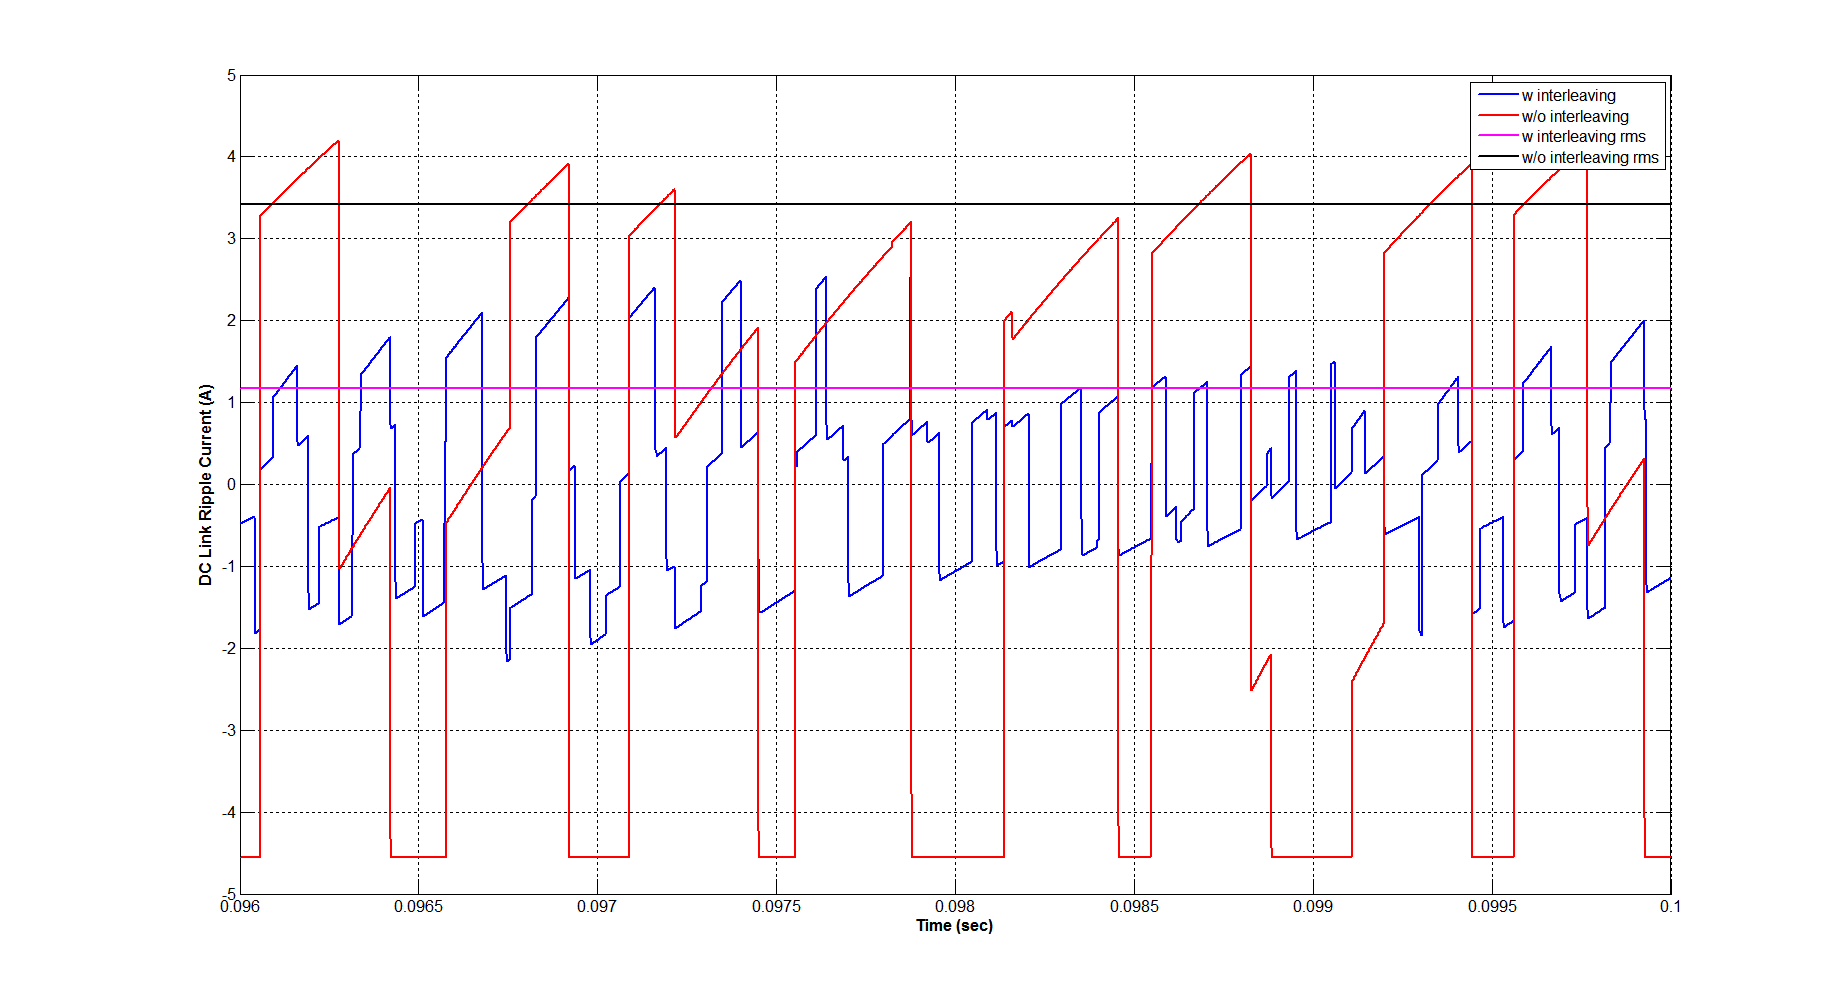 5
4
3
2
1
0
-1
-2
-3
-4
-5
DC Link Ripple Current (A)
w interleaving
w/o interleaving
w interleaving rms
w/o interleaving rms
0.096 0.0965 0.097 0.0975 0.098 0.0985 0.099 0.0995 0.1
Time (sec)